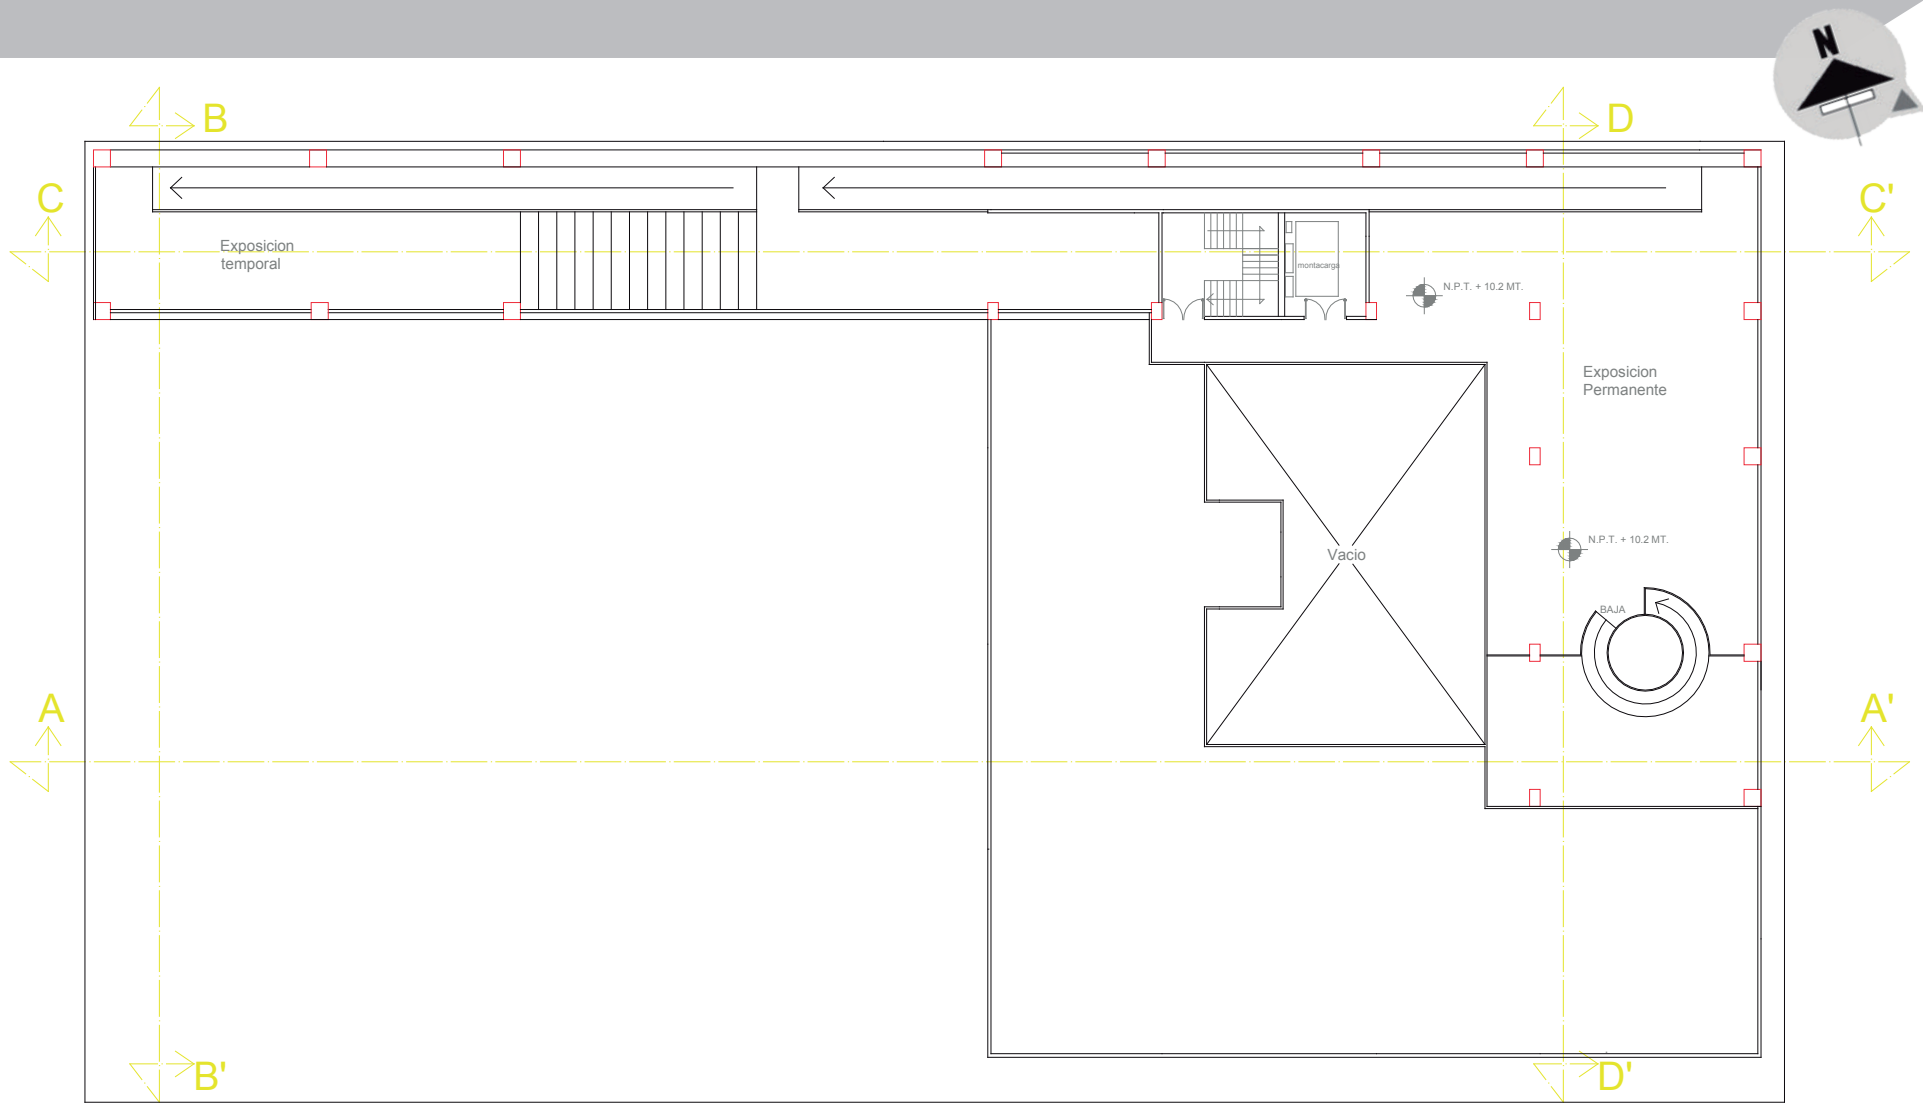 N
B
D
C
C'
Exposicion
temporal
montacarga
N.P.T. + 10.2 MT.
Exposicion
Permanente
N.P.T. + 10.2 MT.
Vacio
BAJA
A
A'
B'
D'